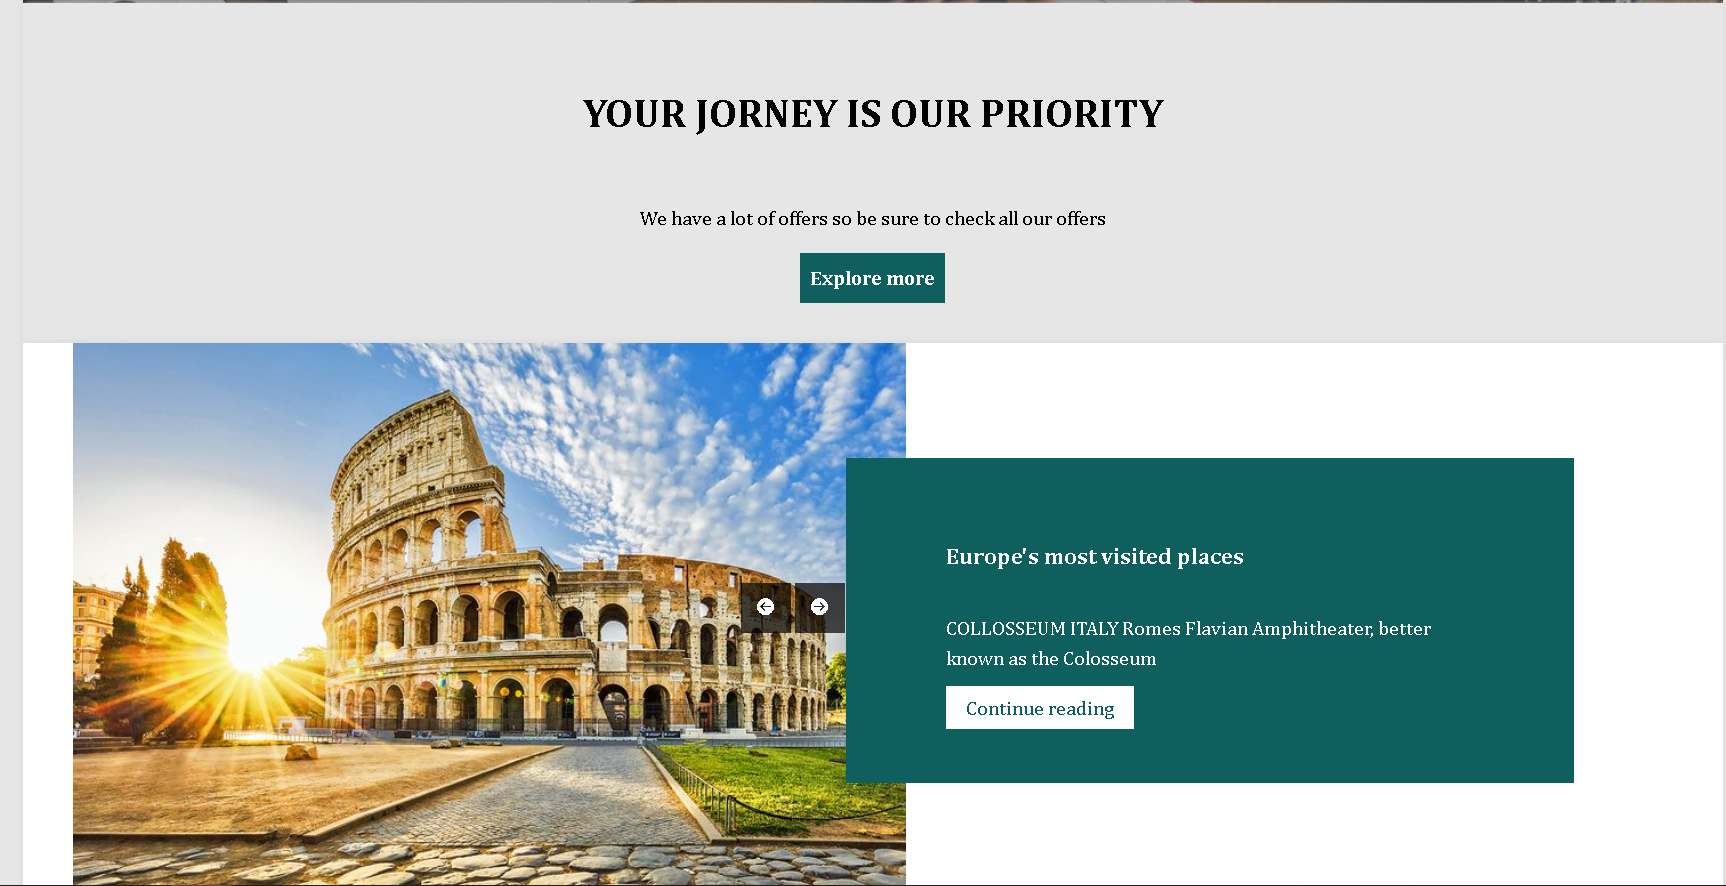 YOUR JORNEY IS OUR PRIORITY
We have a lot of offers so be sure to check all our offers
Explore more
Europe's most visited places
COLLOSSEUM ITALY Romes Flavian Amphitheater, better
known as the Colosseum
Continue reading